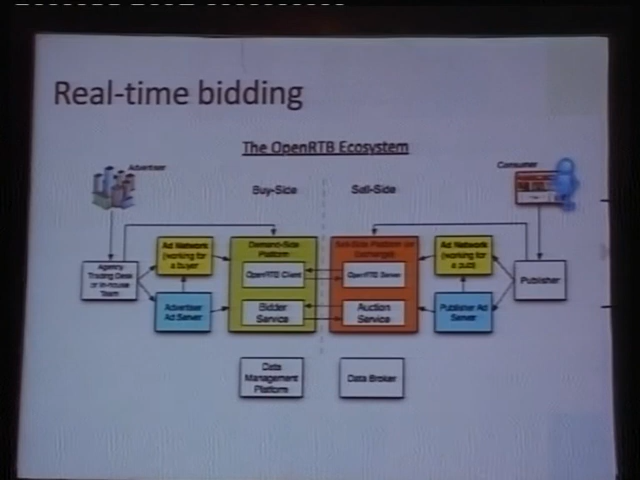 Real-time bidding
The OpenRTB Ecosystem
Advertiser
Consumer
Buy-Side
Sell-Side
Ad Network
(working for
a buyer)
Demand-Side
Platform
Sell-Side Platform (or
Exchange)
Ad Network
(working for
a pub)
Agency
Trading Desk
or In-house
Team
OpenRTB Client
OpenRTB Server
Publisher
Advertiser
Ad Server
Bidder
Service
Auction
Service
Publisher Ad
Server
Data
Management
Platform
Data Broker